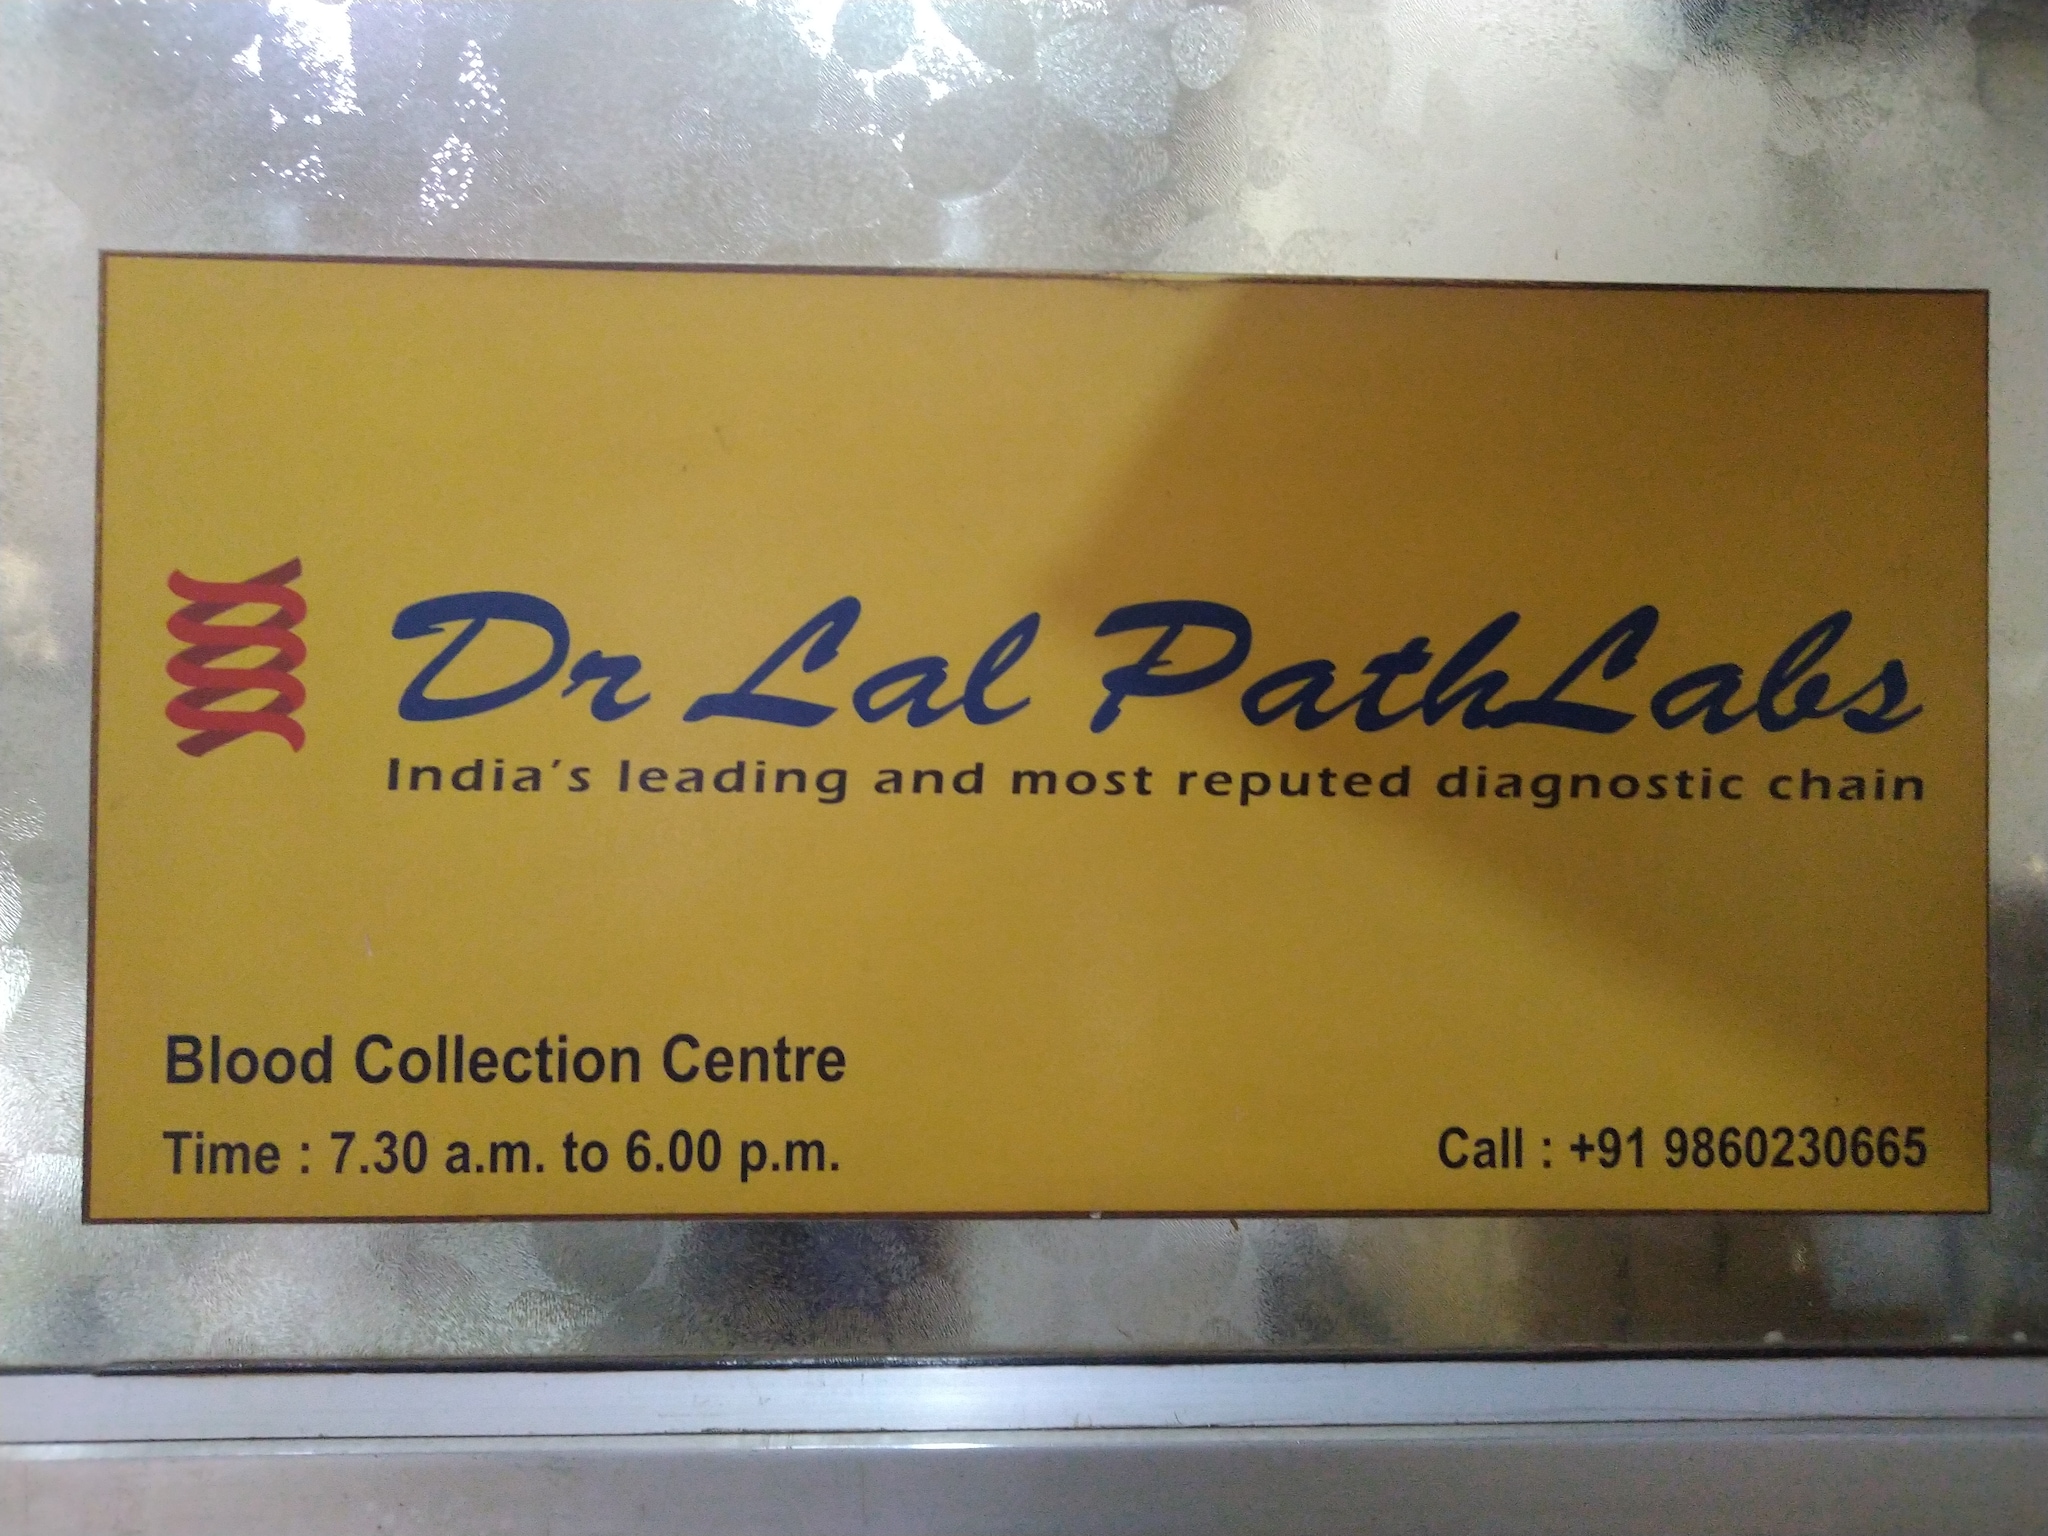 Dr Lal PathLabs
India's leading and most reputed diagnostic chain
Blood Collection Centre
Time : 7.30 a.m. to 6.00 p.m.
Call : +91 9860230665